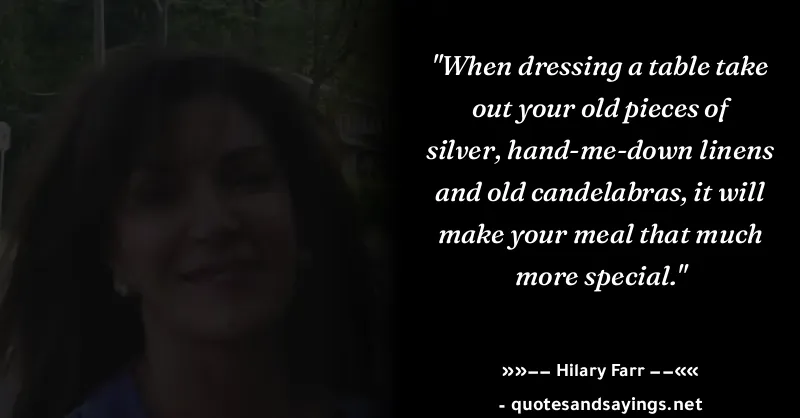 "When dressing a table take
out your old pieces of
silver, hand-me-down linens
and old candelabras, it will
make your meal that much
more special."
»»−− Hilary Farr −−««
- quotesandsayings.net